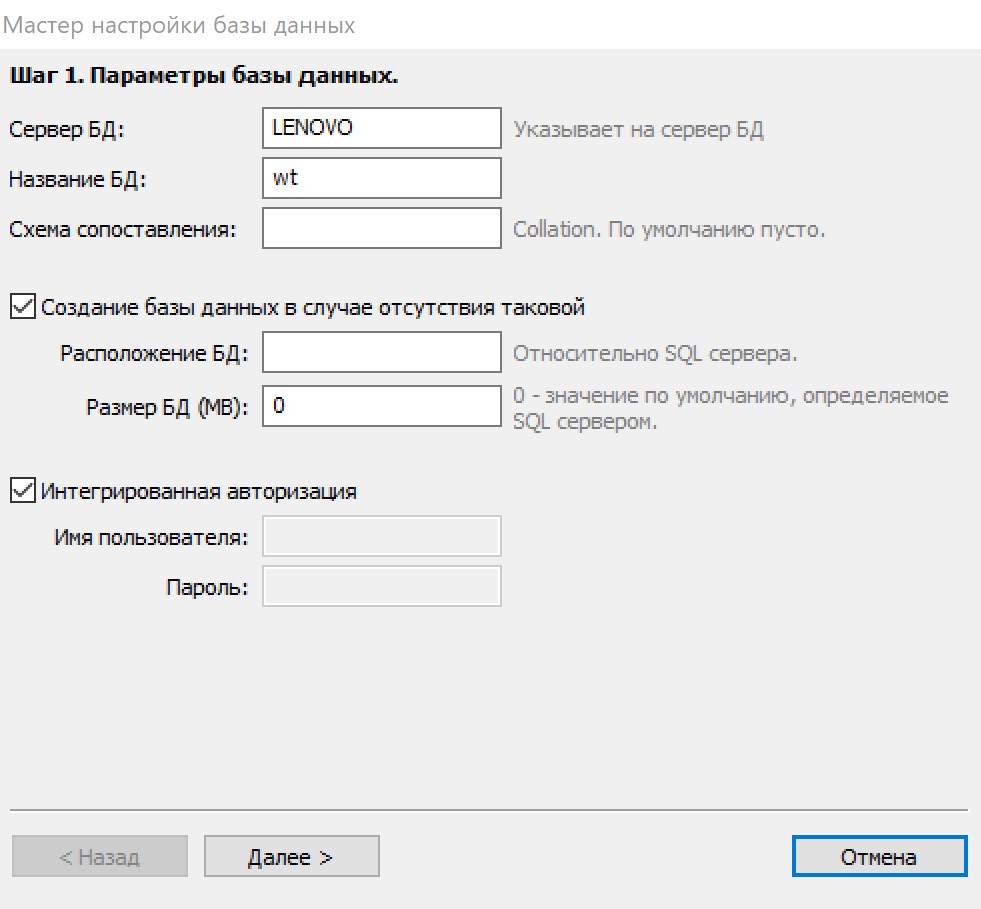 Мастер настройки базы данных
Шаг 1. Параметры базы данных.
Сервер БД: LENOVO Указывает на сервер БД
Название БД: wt
Схема сопоставления: Collation. По умолчанию пусто.
Создание базы данных в случае отсутствия таковой
Расположение БД: Относительно SQL сервера.
Размер БД (MB): 0 0 - значение по умолчанию, определяемое
SQL сервером.
Интегрированная авторизация
Имя пользователя:
Пароль:
< Назад Далее > Отмена